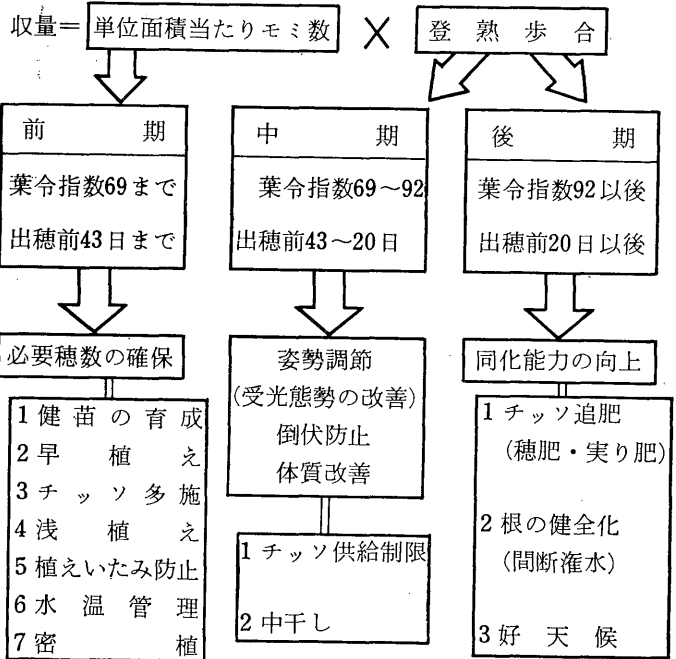 収量＝単位面積当たりモミ数 × 登熟歩合
前期
葉令指数69まで
出穂前43日まで
必要穂数の確保
1 健苗の育成
2 早植え
3 チッソ多施
4 浅植え
5 植えいたみ防止
6 水温管理
7 密植
中期
葉令指数69～92
出穂前43～20日
姿勢調節
(受光態勢の改善)
倒伏防止
体質改善
1 チッソ供給制限
2 中干し
後期
葉令指数92以後
出穂前20日以後
同化能力の向上
1 チッソ追肥
(穂肥・実り肥)
2 根の健全化
(間断潅水)
3 好天候